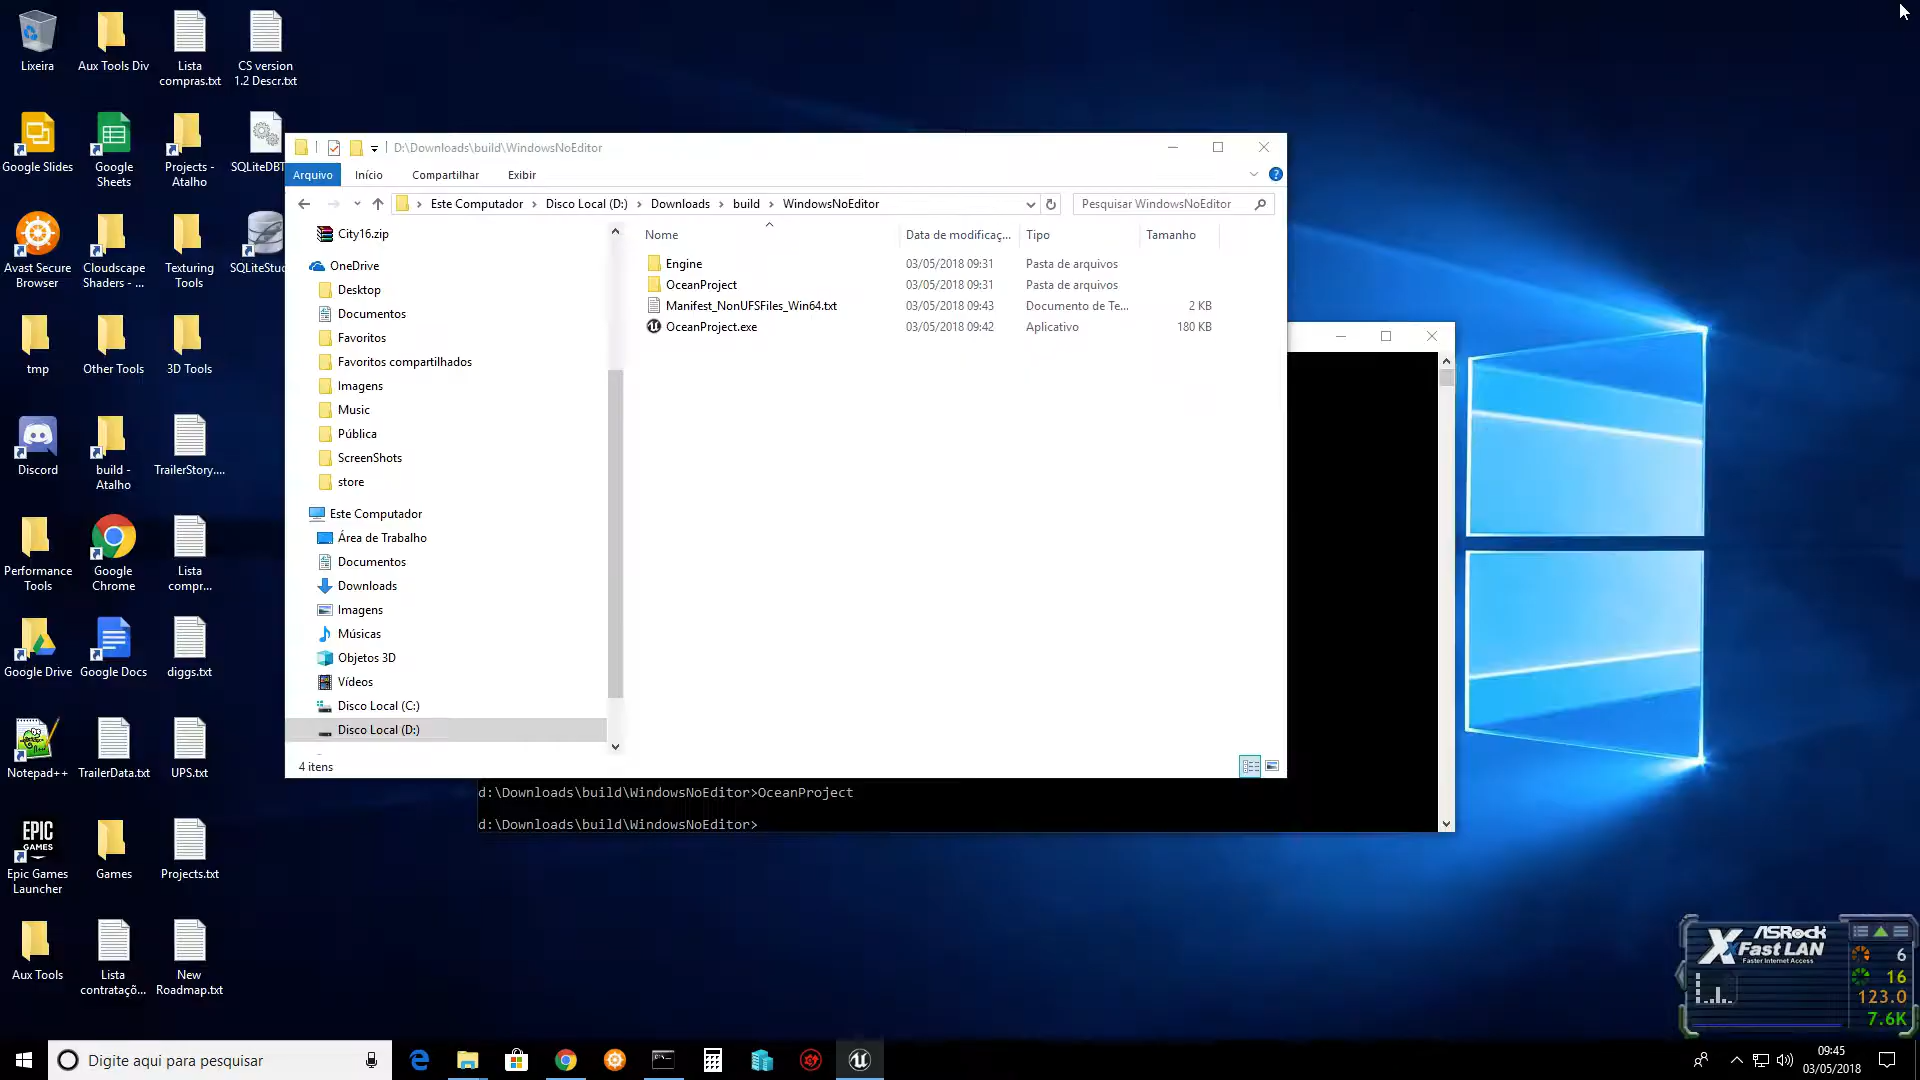 Lixeira
Aux Tools Div
Lista
compras.txt
CS version
1.2 Descr.txt
Google Slides
Google
Sheets
Projects -
Atalho
SQLiteDBT
Avast Secure
Browser
Cloudscape
Shaders - ...
Texturing
Tools
SQLiteStud
tmp
Other Tools
3D Tools
Discord
build -
Atalho
TrailerStory....
Performance
Tools
Google
Chrome
Lista
compr...
Google Drive
Google Docs
diggs.txt
Notepad++
TrailerData.txt
UPS.txt
EPIC
GAMES
Epic Games
Launcher
Games
Projects.txt
Aux Tools
Lista
contrataçõ...
New
Roadmap.txt
D:\Downloads\build\WindowsNoEditor
Arquivo Início Compartilhar Exibir
Este Computador > Disco Local (D:) > Downloads > build > WindowsNoEditor
Pesquisar WindowsNoEditor
City16.zip
OneDrive
Desktop
Documentos
Favoritos
Favoritos compartilhados
Imagens
Music
Pública
ScreenShots
store
Este Computador
Área de Trabalho
Documentos
Downloads
Imagens
Músicas
Objetos 3D
Vídeos
Disco Local (C:)
Disco Local (D:)
Nome Data de modificaç... Tipo Tamanho
Engine 03/05/2018 09:31 Pasta de arquivos
OceanProject 03/05/2018 09:31 Pasta de arquivos
Manifest_NonUFSFiles_Win64.txt 03/05/2018 09:43 Documento de Te... 2 KB
OceanProject.exe 03/05/2018 09:42 Aplicativo 180 KB
4 itens
d:\Downloads\build\WindowsNoEditor>OceanProject
d:\Downloads\build\WindowsNoEditor>
ASRock
XFast LAN
Faster Internet Access
6
16
123.0
7.6K
Digite aqui para pesquisar
09:45
03/05/2018